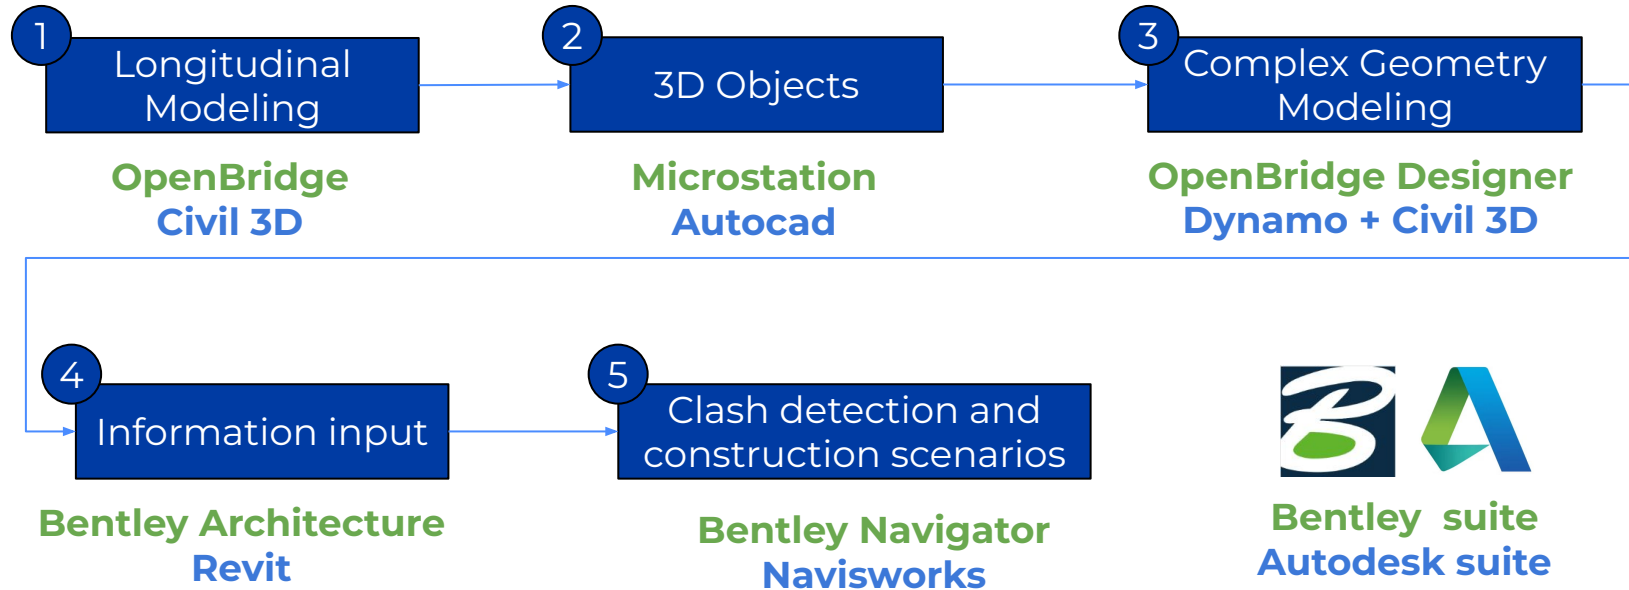 1
Longitudinal
Modeling
OpenBridge
Civil 3D
2
3D Objects
Microstation
Autocad
3
Complex Geometry
Modeling
OpenBridge Designer
Dynamo + Civil 3D
4
Information input
Bentley Architecture
Revit
5
Clash detection and
construction scenarios
Bentley Navigator
Navisworks
B
Bentley suite
Autodesk suite